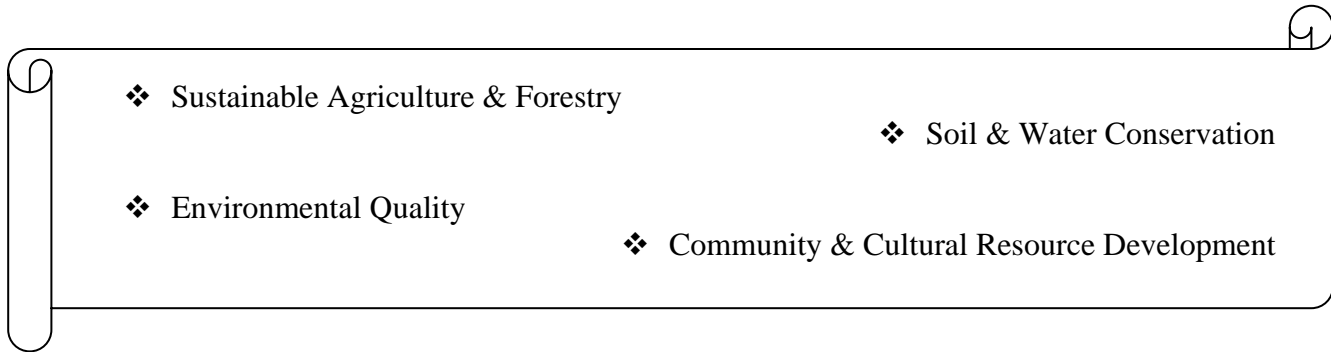 ❖ Sustainable Agriculture & Forestry
❖ Soil & Water Conservation
❖ Environmental Quality
❖ Community & Cultural Resource Development